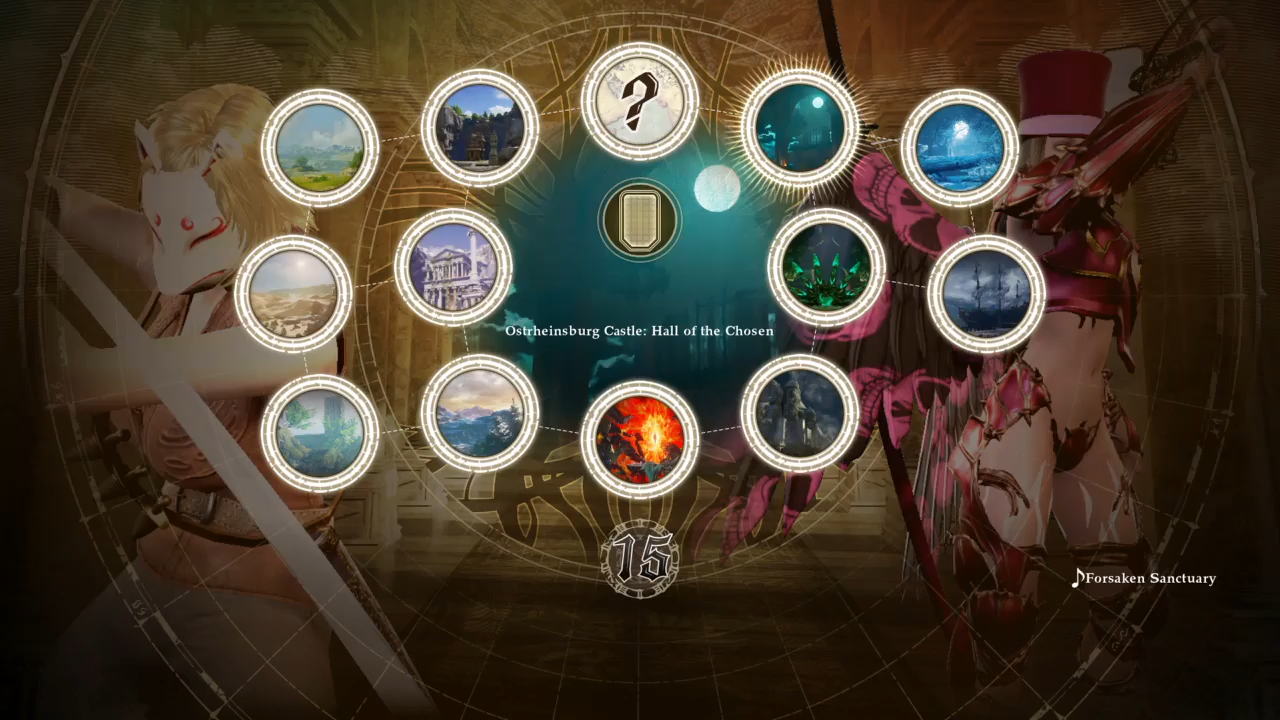 ?
Ostrheinsburg Castle: Hall of the Chosen
15
♪Forsaken Sanctuary